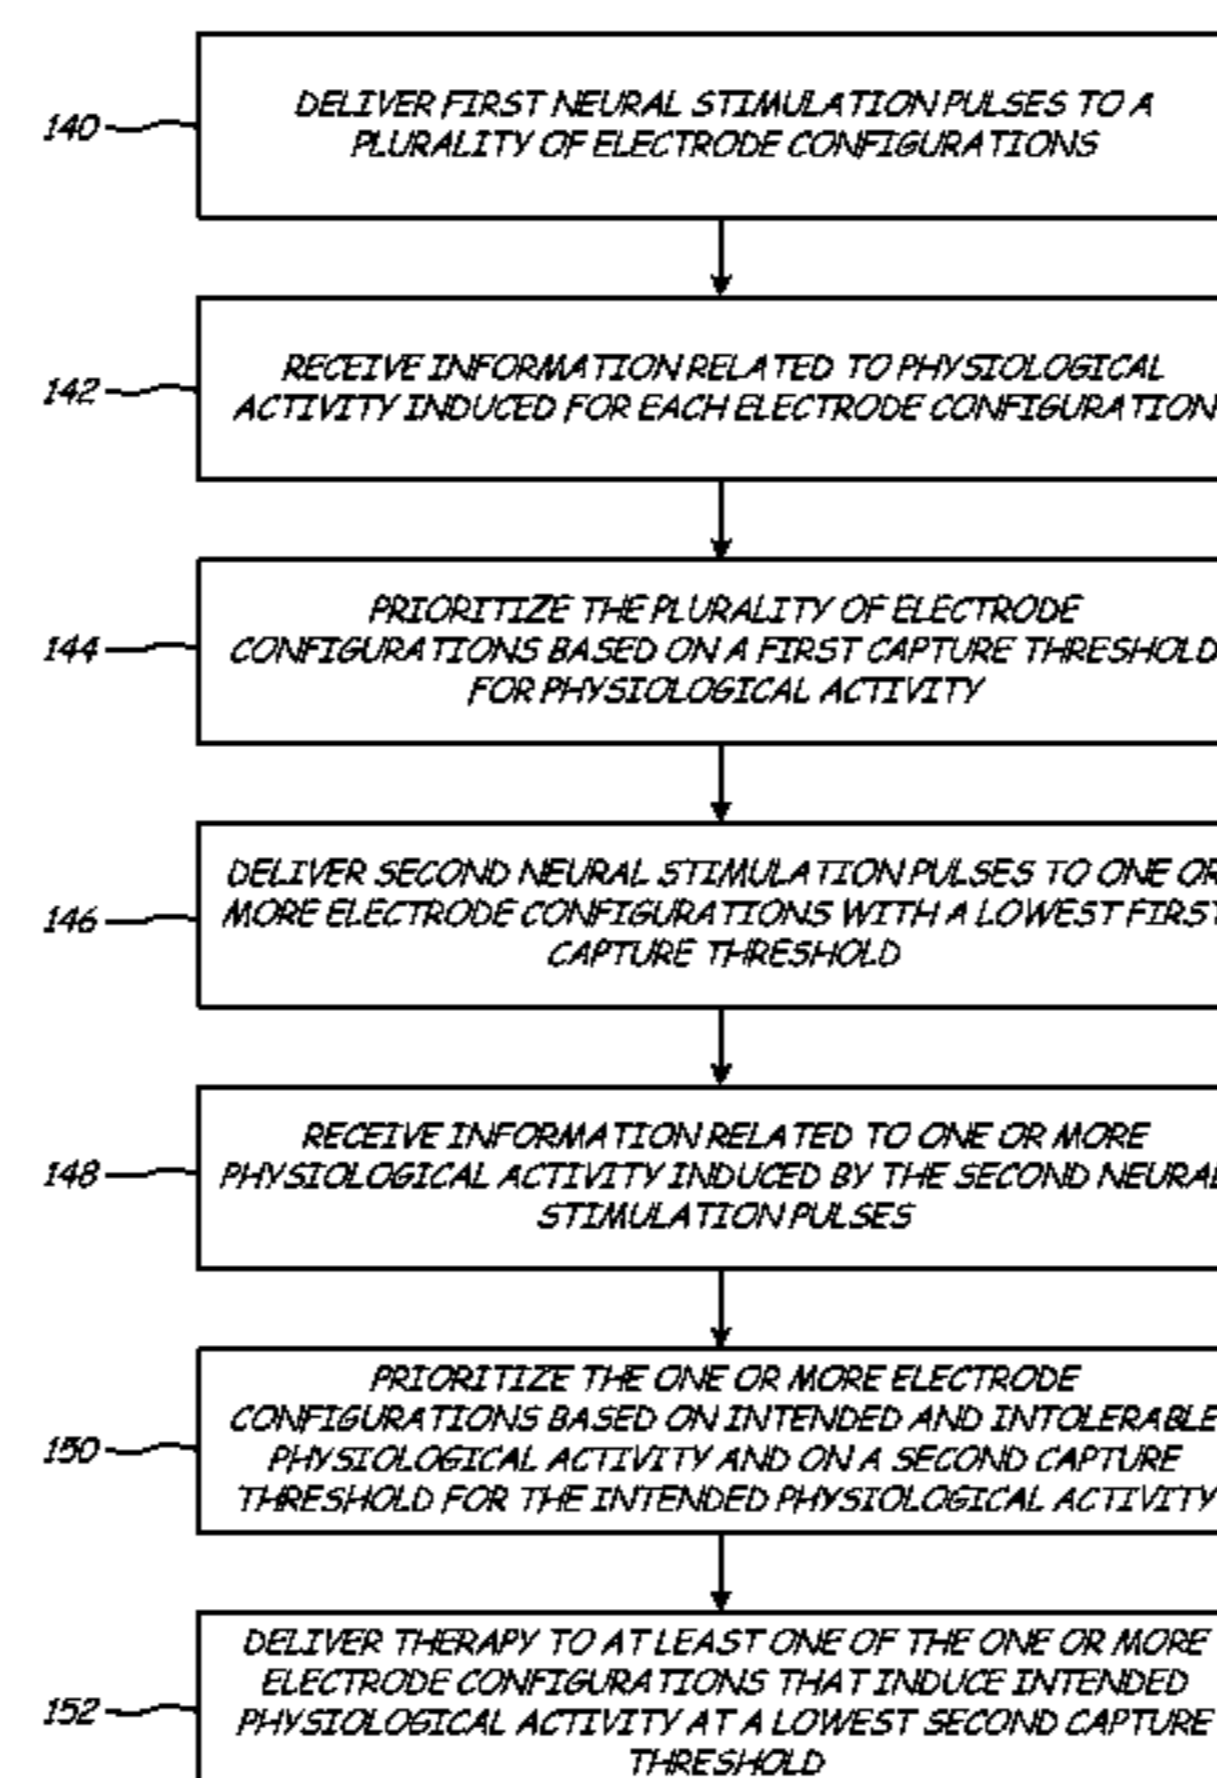 140
DELIVER FIRST NEURAL STIMULATION PULSES TO A
PLURALITY OF ELECTRODE CONFIGURATIONS
142
RECEIVE INFORMATION RELATED TO PHYSIOLOGICAL
ACTIVITY INDUCED FOR EACH ELECTRODE CONFIGURATION
144
PRIORITIZE THE PLURALITY OF ELECTRODE
CONFIGURATIONS BASED ON A FIRST CAPTURE THRESHOLD
FOR PHYSIOLOGICAL ACTIVITY
146
DELIVER SECOND NEURAL STIMULATION PULSES TO ONE OR
MORE ELECTRODE CONFIGURATIONS WITH A LOWEST FIRST
CAPTURE THRESHOLD
148
RECEIVE INFORMATION RELATED TO ONE OR MORE
PHYSIOLOGICAL ACTIVITY INDUCED BY THE SECOND NEURAL
STIMULATION PULSES
150
PRIORITIZE THE ONE OR MORE ELECTRODE
CONFIGURATIONS BASED ON INTENDED AND INTOLERABLE
PHYSIOLOGICAL ACTIVITY AND ON A SECOND CAPTURE
THRESHOLD FOR THE INTENDED PHYSIOLOGICAL ACTIVITY
152
DELIVER THERAPY TO AT LEAST ONE OF THE ONE OR MORE
ELECTRODE CONFIGURATIONS THAT INDUCE INTENDED
PHYSIOLOGICAL ACTIVITY AT A LOWEST SECOND CAPTURE
THRESHOLD